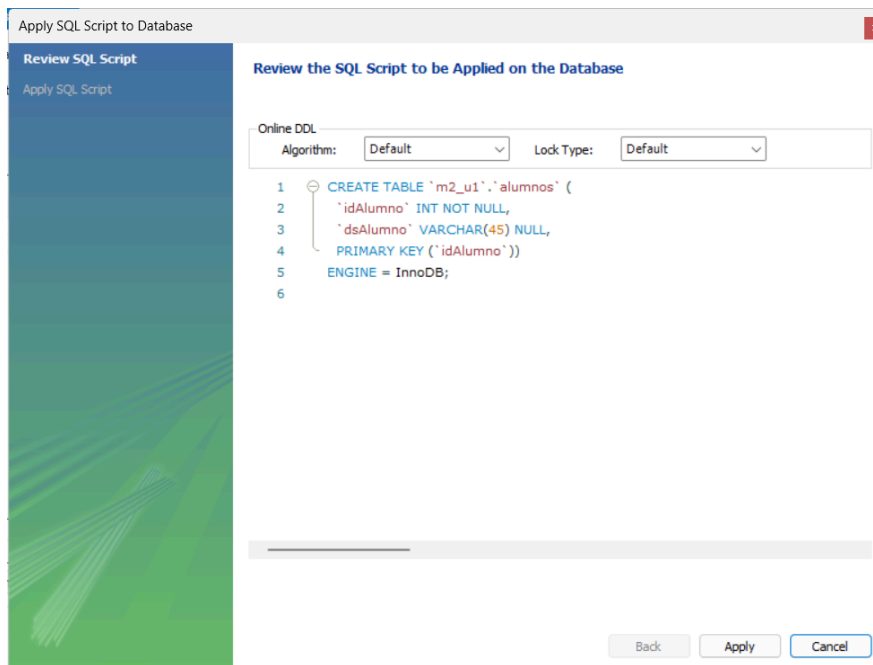 Apply SQL Script to Database
Review SQL Script
Apply SQL Script
Review the SQL Script to be Applied on the Database
Online DDL
Algorithm: Default Lock Type: Default
1 CREATE TABLE `m2_u1`.`alumnos` (
2 `idAlumno` INT NOT NULL,
3 `dsAlumno` VARCHAR(45) NULL,
4 PRIMARY KEY (`idAlumno`))
5 ENGINE = InnoDB;
6
Back Apply Cancel